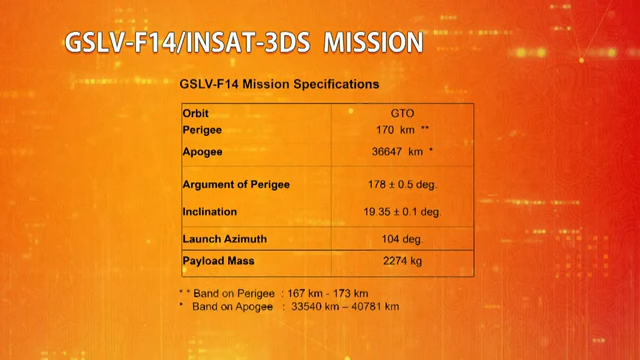 GSLV-F14/INSAT-3DS MISSION
GSLV-F14 Mission Specifications
Orbit GTO
Perigee 170 km **
Apogee 36647 km *
Argument of Perigee 178 ± 0.5 deg.
Inclination 19.35 ± 0.1 deg.
Launch Azimuth 104 deg.
Payload Mass 2274 kg
* * Band on Perigee : 167 km - 173 km
* Band on Apogee : 33540 km – 40781 km